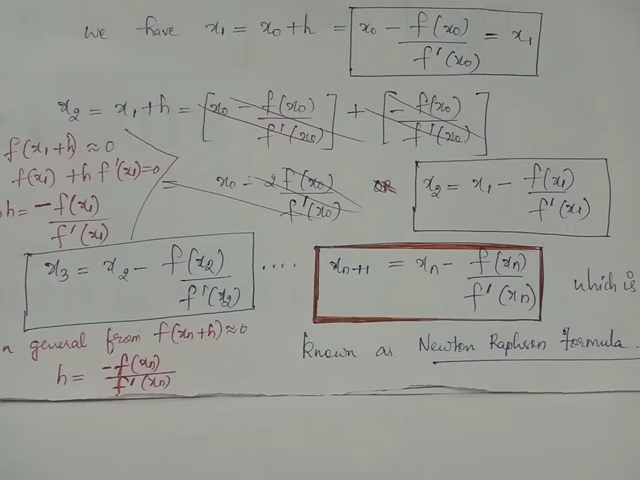 we have x₁ = x₀ + h = x₀ - f(x₀)/f'(x₀) = x₁
x₂ = x₁ + h = [x₀ - f(x₀)/f'(x₀)] + [- f(x₀)/f'(x₀)]
f(x₁+h) ≈ 0
f(x₁) + h f'(x₁) = 0
h = -f(x₁)/f'(x₁)
= x₀ - 2 f(x₀)/f'(x₀) OR x₂ = x₁ - f(x₁)/f'(x₁)
x₃ = x₂ - f(x₂)/f'(x₂) .... xn+1 = xn - f(xn)/f'(xn) which is
n general from f(xn+h) ≈ 0
h = -f(xn)/f'(xn)
known as Newton Raphson formula.